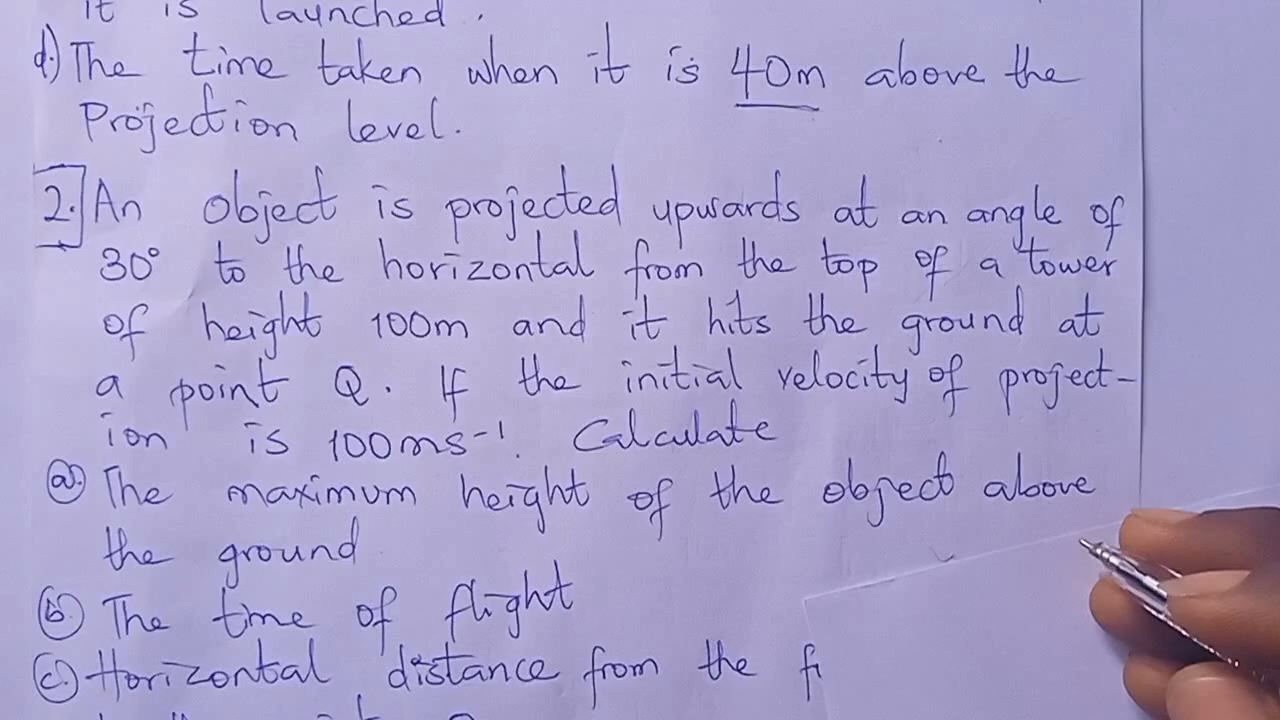 it is launched.
d) The time taken when it is 40m above the
Projection level.
2. An object is projected upwards at an angle of
30° to the horizontal from the top of a tower
of height 100m and it hits the ground at
a point Q. If the initial velocity of project-
ion is 100ms⁻¹. Calculate
a. The maximum height of the object above
the ground
b. The time of flight
c. Horizontal distance from the f